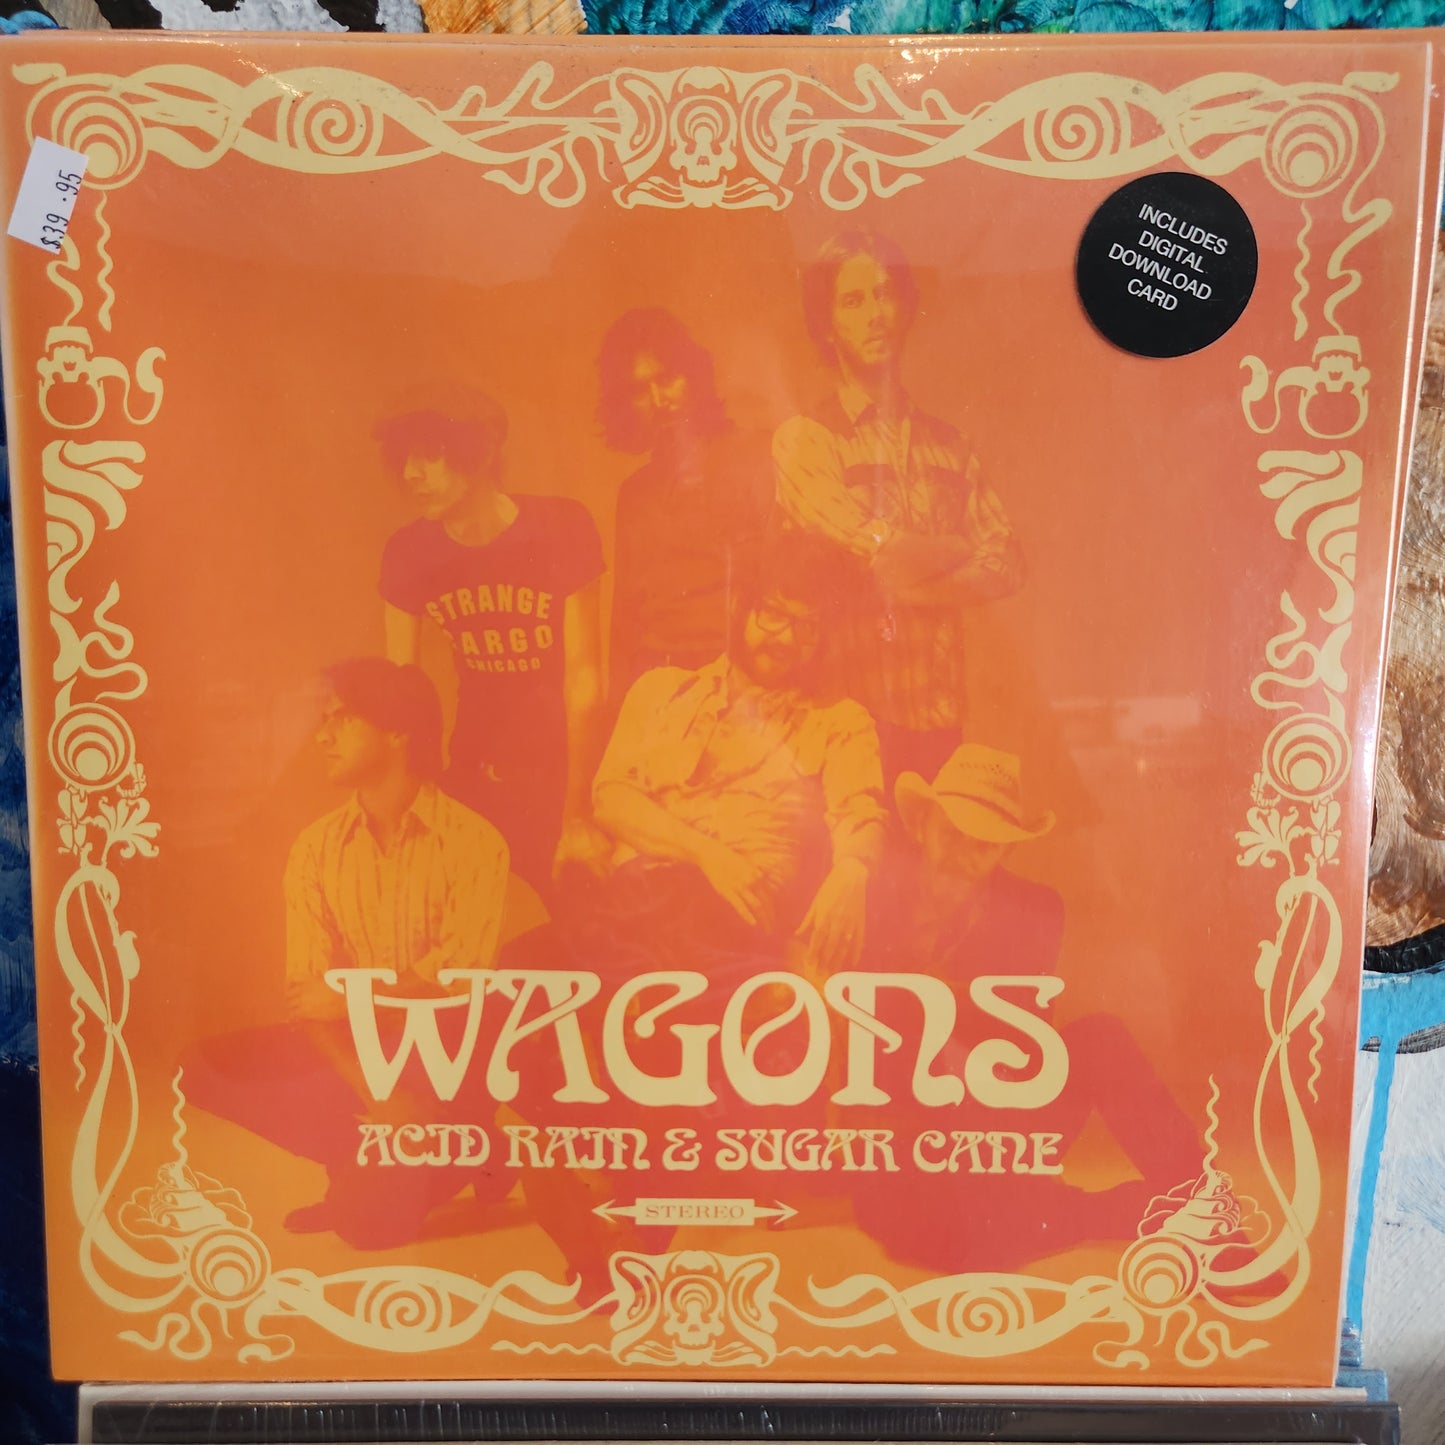 $39.95
INCLUDES
DIGITAL
DOWNLOAD
CARD
STRANGE
CARGO
CHICAGO
WAGONS
ACID RAIN & SUGAR CANE
STEREO